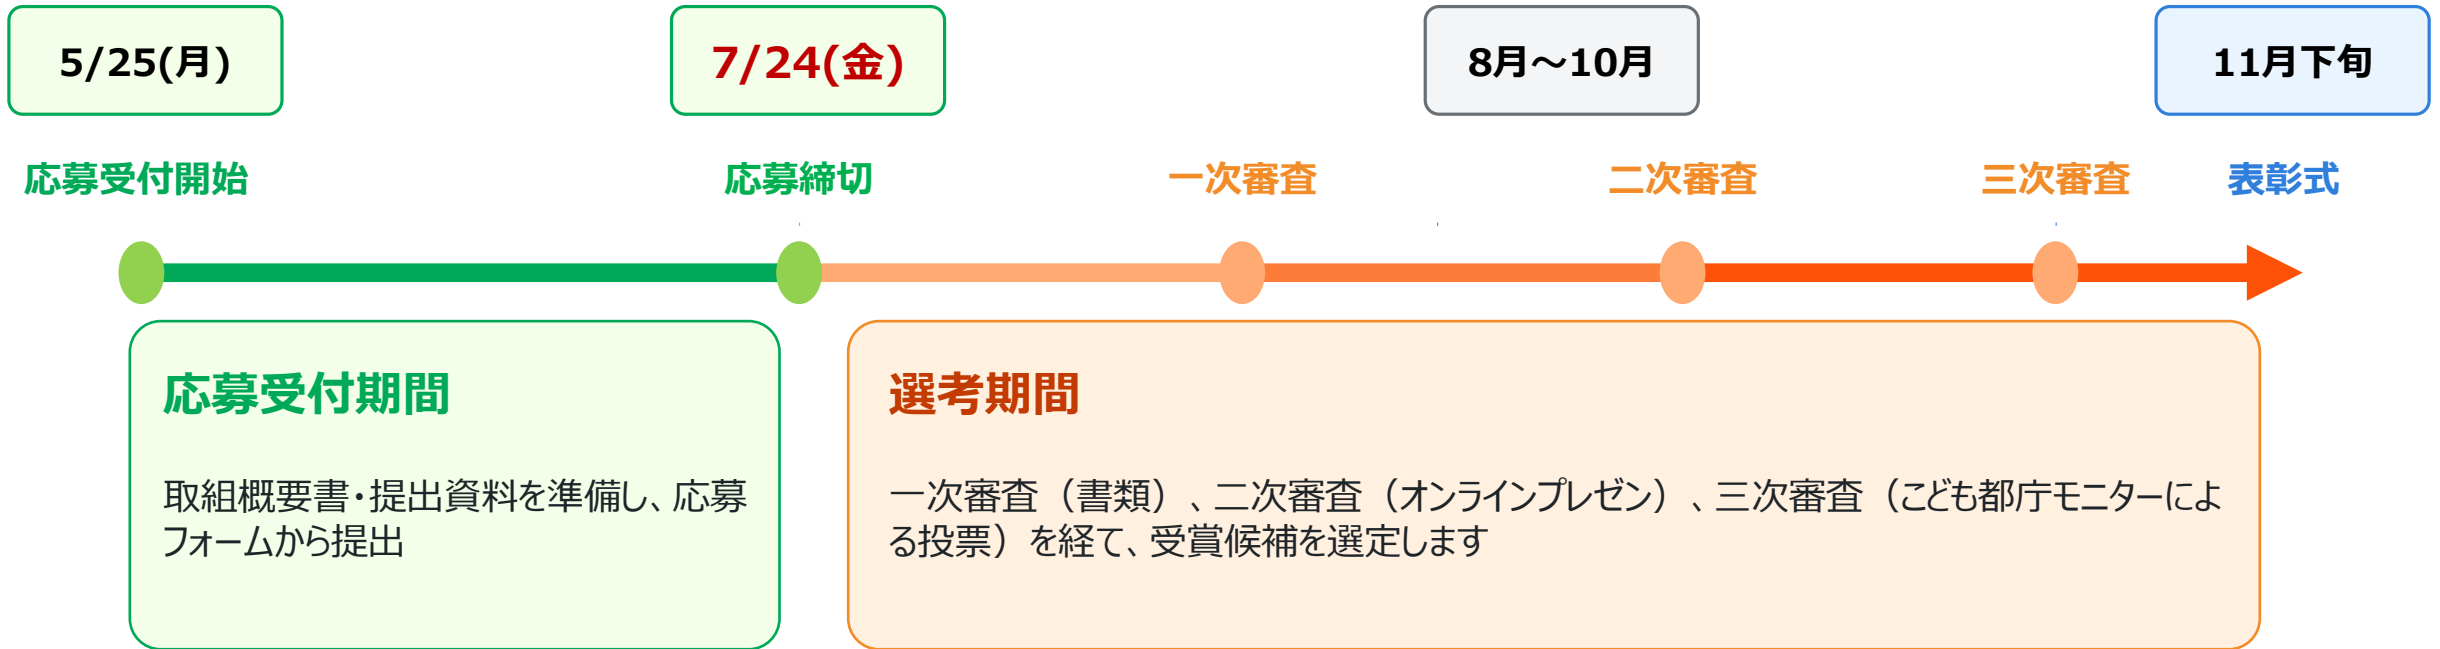 5/25(月)
7/24(金)
8月～10月
11月下旬
応募受付開始
応募締切
一次審査
二次審査
三次審査
表彰式
応募受付期間
取組概要書・提出資料を準備し、応募
フォームから提出
選考期間
一次審査（書類）、二次審査（オンラインプレゼン）、三次審査（こども都庁モニターによ
る投票）を経て、受賞候補を選定します